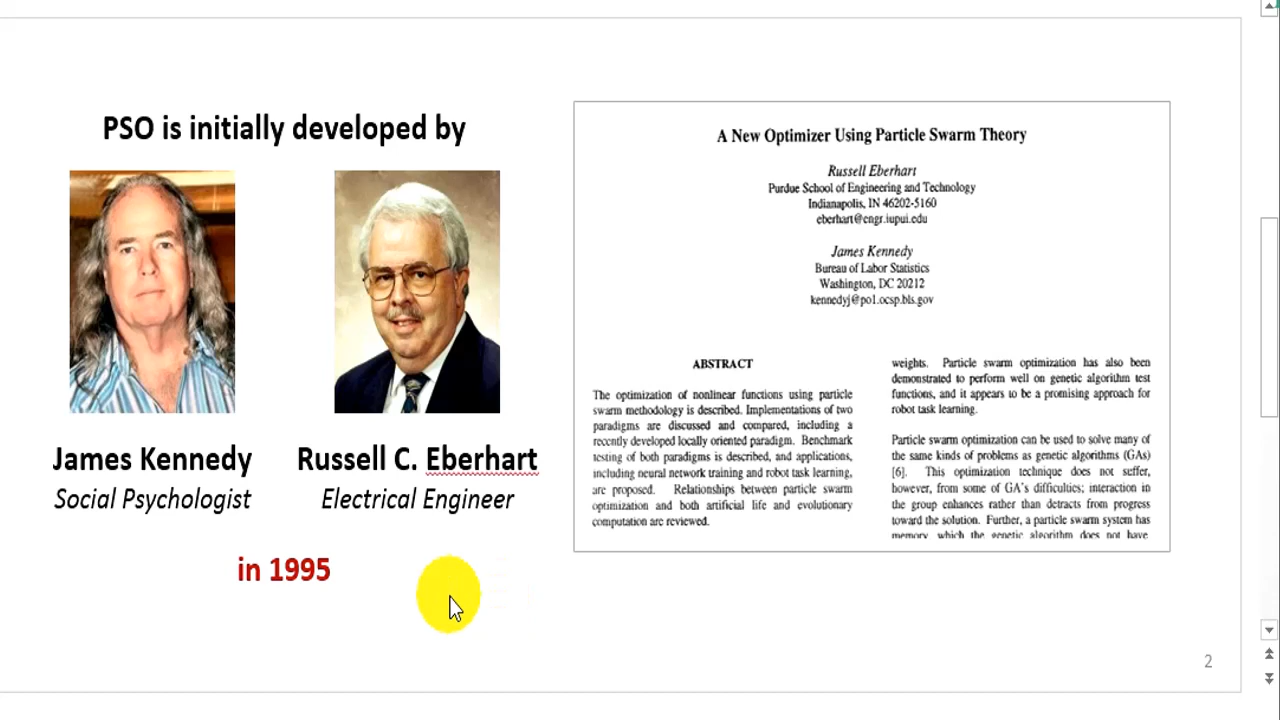 PSO is initially developed by
James Kennedy
Social Psychologist
Russell C. Eberhart
Electrical Engineer
in 1995
A New Optimizer Using Particle Swarm Theory
Russell Eberhart
Purdue School of Engineering and Technology
Indianapolis, IN 46202-5160
eberhart@engr.iupui.edu
James Kennedy
Bureau of Labor Statistics
Washington, DC 20212
kennedyj@po1.ocsp.bls.gov
ABSTRACT
The optimization of nonlinear functions using particle
swarm methodology is described. Implementations of two
paradigms are discussed and compared, including a
recently developed locally oriented paradigm. Benchmark
testing of both paradigms is described, and applications,
including neural network training and robot task learning,
are proposed. Relationships between particle swarm
optimization and both artificial life and evolutionary
computation are reviewed.
weights. Particle swarm optimization has also been
demonstrated to perform well on genetic algorithm test
functions, and it appears to be a promising approach for
robot task learning.
Particle swarm optimization can be used to solve many of
the same kinds of problems as genetic algorithms (GAs)
[6]. This optimization technique does not suffer,
however, from some of GA's difficulties; interaction in
the group enhances rather than detracts from progress
toward the solution. Further, a particle swarm system has
memory, which the genetic algorithm does not have
2